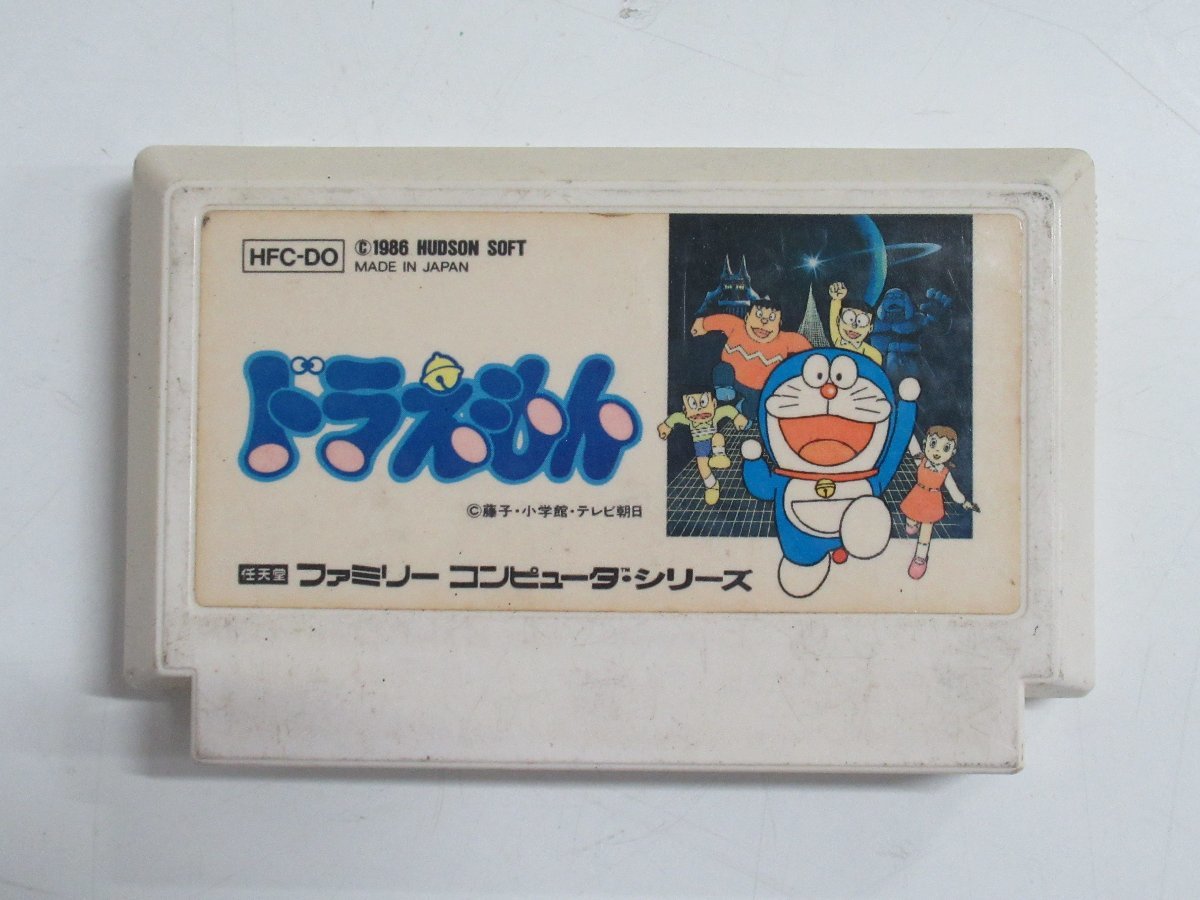 HFC-DO
©1986 HUDSON SOFT
MADE IN JAPAN
ドラえもん
©藤子・小学館・テレビ朝日
任天堂 ファミリー コンピュータ™・シリーズ